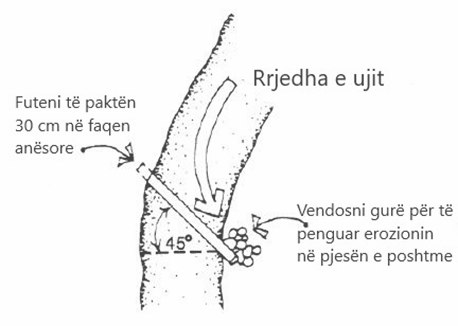 Rrjedha e ujit
Futeni të paktën
30 cm në faqen
anësore
45°
Vendosni gurë për të
penguar erozionin
në pjesën e poshtme